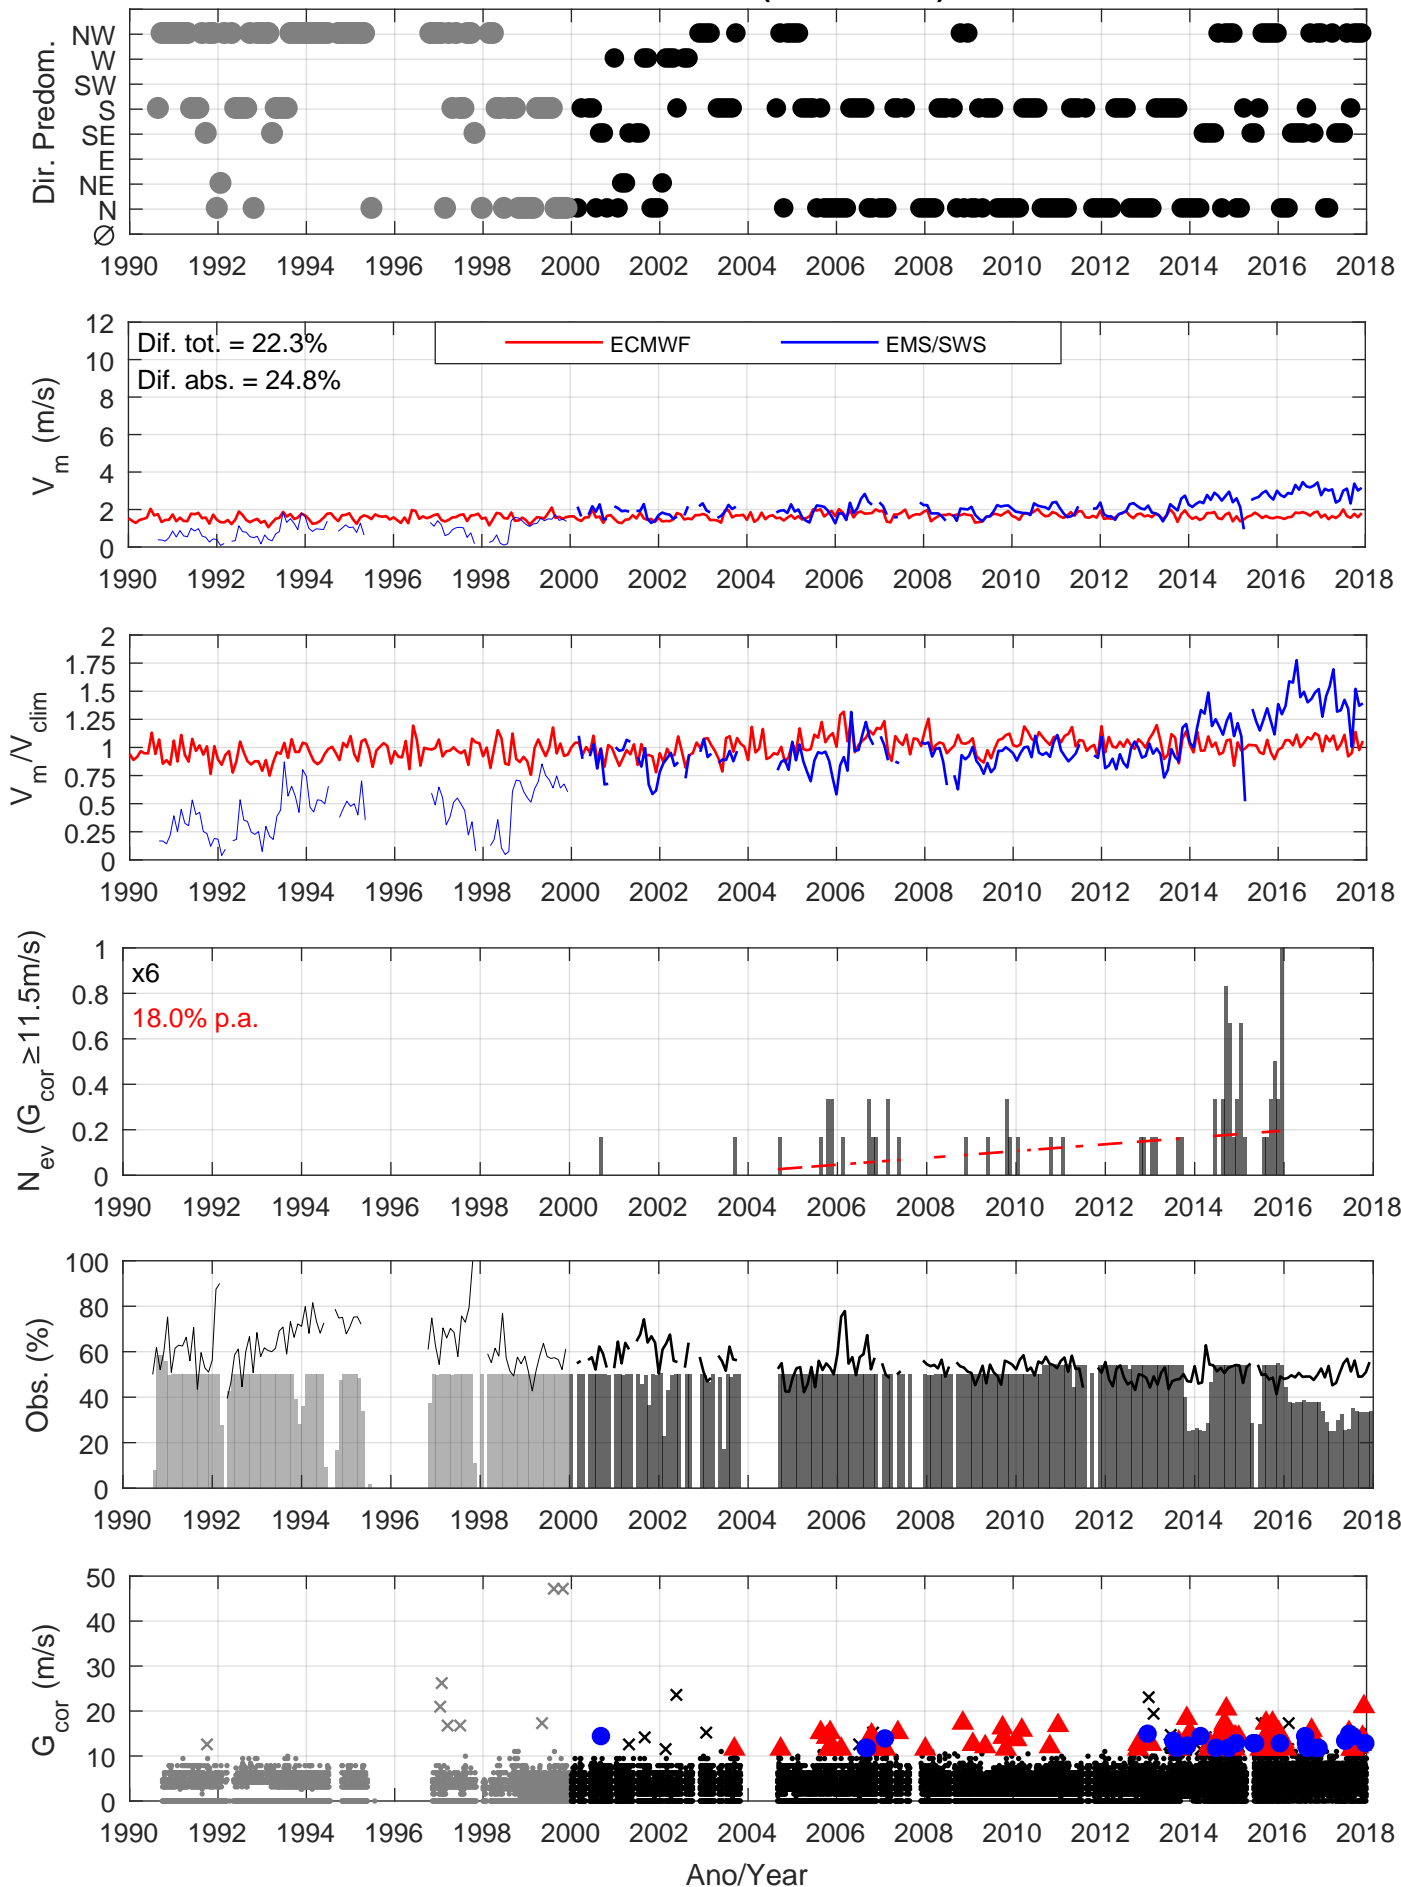 Dir. Predom.
NW
W
SW
S
SE
E
NE
N
Ø
1990 1992 1994 1996 1998 2000 2002 2004 2006 2008 2010 2012 2014 2016 2018
V_m (m/s)
12
10
8
6
4
2
0
Dif. tot. = 22.3%
Dif. abs. = 24.8%
ECMWF EMS/SWS
1990 1992 1994 1996 1998 2000 2002 2004 2006 2008 2010 2012 2014 2016 2018
V_m/V_clim
2
1.75
1.5
1.25
1
0.75
0.5
0.25
0
1990 1992 1994 1996 1998 2000 2002 2004 2006 2008 2010 2012 2014 2016 2018
N_ev (G_cor ≥11.5m/s)
1
0.8
0.6
0.4
0.2
0
x6
18.0% p.a.
1990 1992 1994 1996 1998 2000 2002 2004 2006 2008 2010 2012 2014 2016 2018
Obs. (%)
100
80
60
40
20
0
1990 1992 1994 1996 1998 2000 2002 2004 2006 2008 2010 2012 2014 2016 2018
G_cor (m/s)
50
40
30
20
10
0
1990 1992 1994 1996 1998 2000 2002 2004 2006 2008 2010 2012 2014 2016 2018
Ano/Year